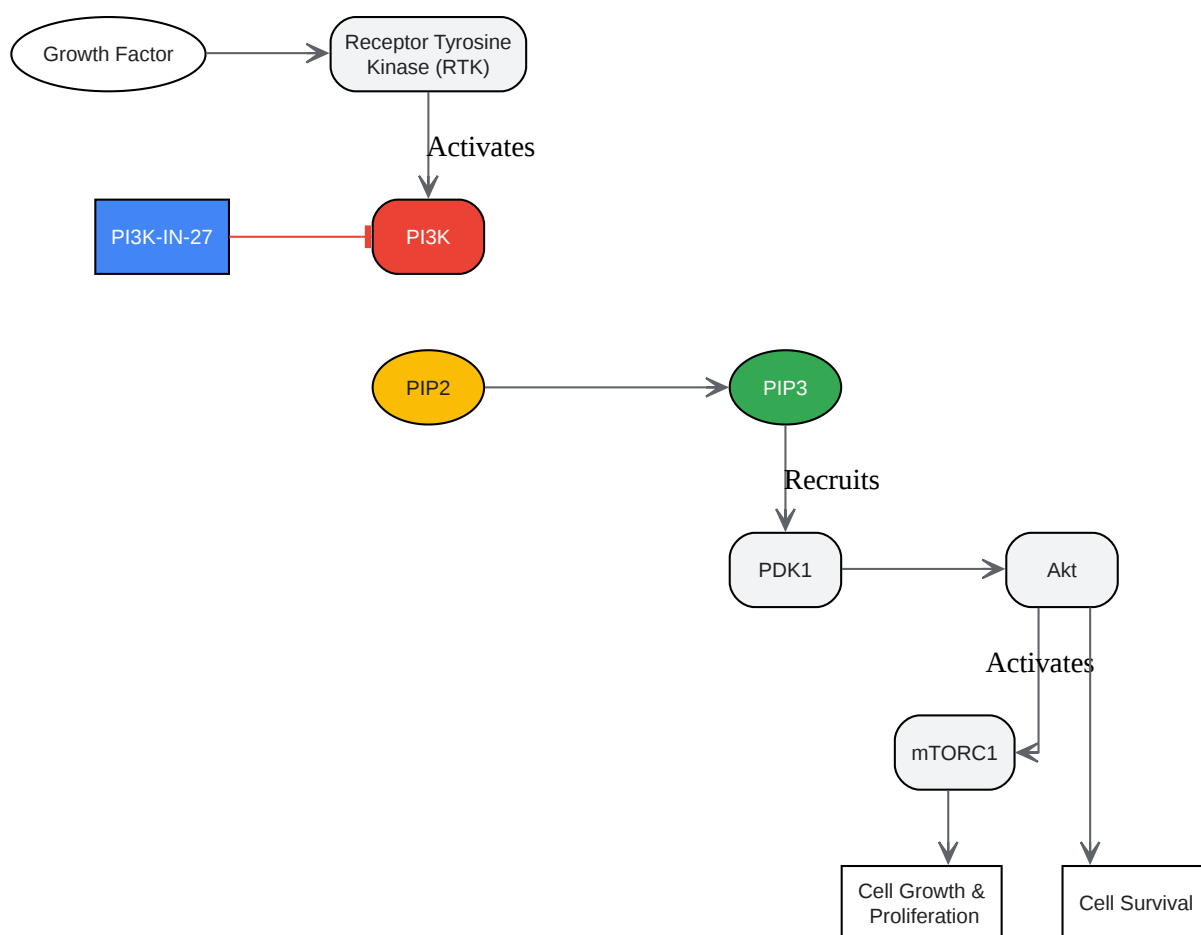 Growth Factor
Receptor Tyrosine
Kinase (RTK)
Activates
PI3K-IN-27
PI3K
PIP2
PIP3
Recruits
PDK1
Akt
Activates
mTORC1
Cell Growth &
Proliferation
Cell Survival